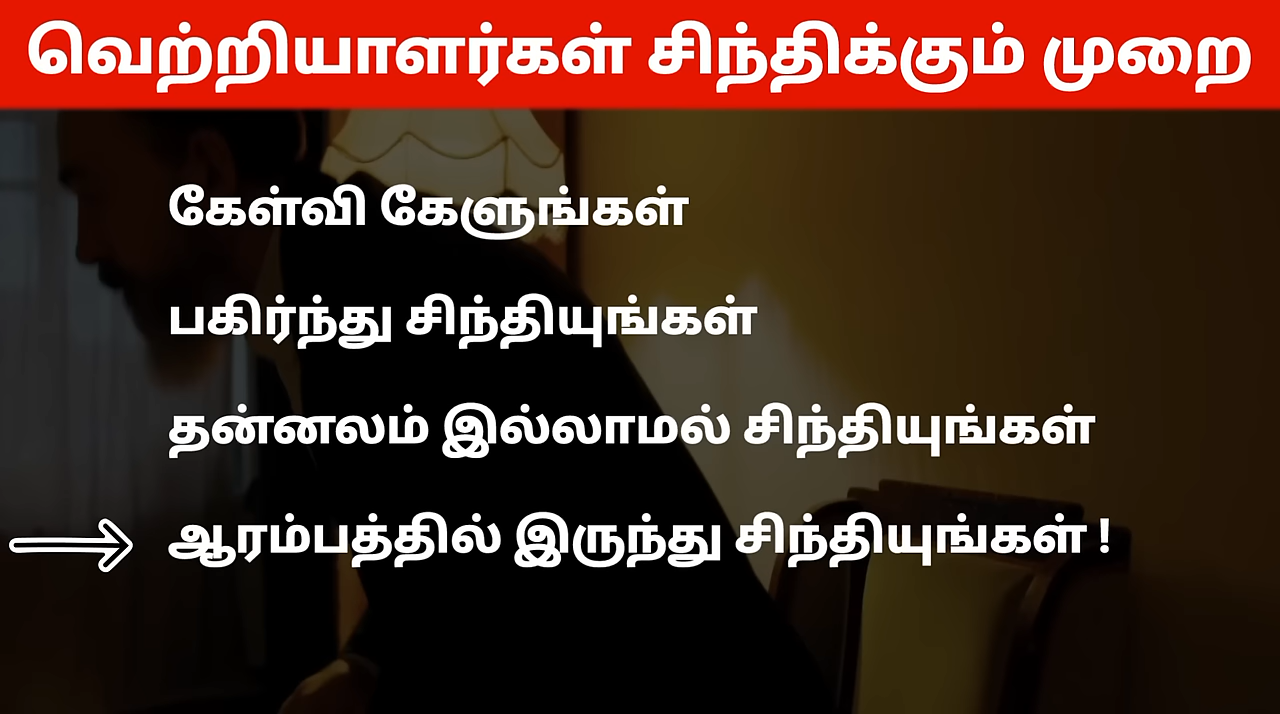 வெற்றியாளர்கள் சிந்திக்கும் முறை
கேள்வி கேளுங்கள்
பகிர்ந்து சிந்தியுங்கள்
தன்னலம் இல்லாமல் சிந்தியுங்கள்
ஆரம்பத்தில் இருந்து சிந்தியுங்கள் !